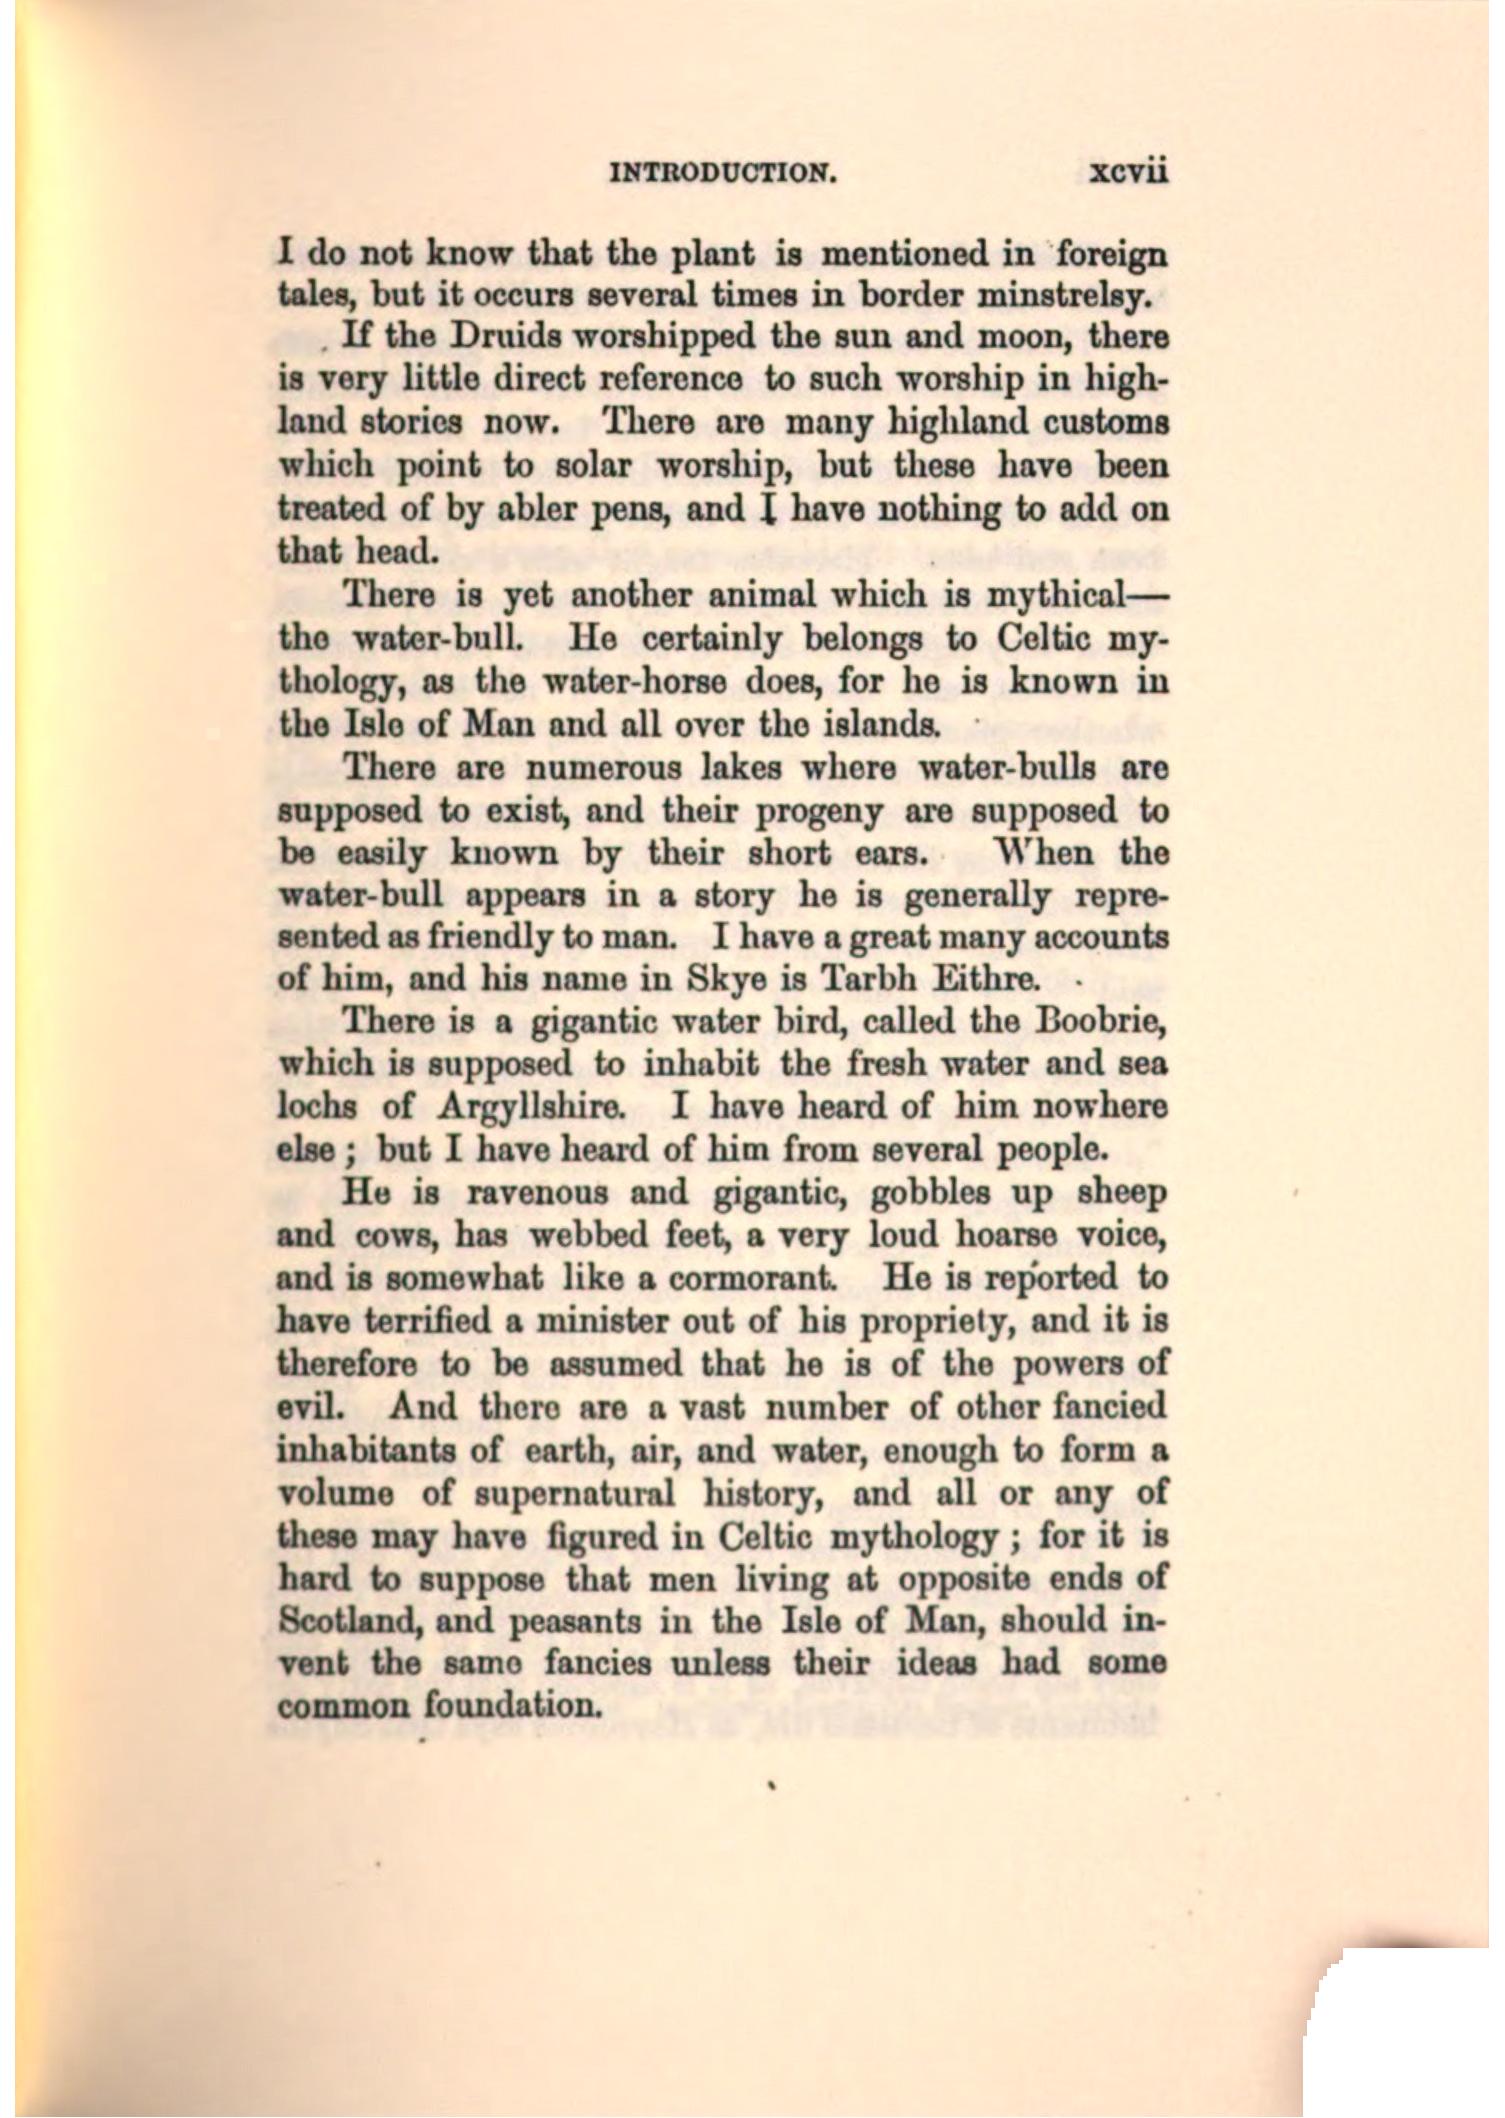 INTRODUCTION. xcvii
I do not know that the plant is mentioned in foreign
tales, but it occurs several times in border minstrelsy.
If the Druids worshipped the sun and moon, there
is very little direct reference to such worship in high-
land stories now. There are many highland customs
which point to solar worship, but these have been
treated of by abler pens, and I have nothing to add on
that head.
There is yet another animal which is mythical—
the water-bull. He certainly belongs to Celtic my-
thology, as the water-horse does, for he is known in
the Isle of Man and all over the islands.
There are numerous lakes where water-bulls are
supposed to exist, and their progeny are supposed to
be easily known by their short ears. When the
water-bull appears in a story he is generally repre-
sented as friendly to man. I have a great many accounts
of him, and his name in Skye is Tarbh Eithre.
There is a gigantic water bird, called the Boobrie,
which is supposed to inhabit the fresh water and sea
lochs of Argyllshire. I have heard of him nowhere
else ; but I have heard of him from several people.
He is ravenous and gigantic, gobbles up sheep
and cows, has webbed feet, a very loud hoarse voice,
and is somewhat like a cormorant. He is reported to
have terrified a minister out of his propriety, and it is
therefore to be assumed that he is of the powers of
evil. And there are a vast number of other fancied
inhabitants of earth, air, and water, enough to form a
volume of supernatural history, and all or any of
these may have figured in Celtic mythology ; for it is
hard to suppose that men living at opposite ends of
Scotland, and peasants in the Isle of Man, should in-
vent the same fancies unless their ideas had some
common foundation.